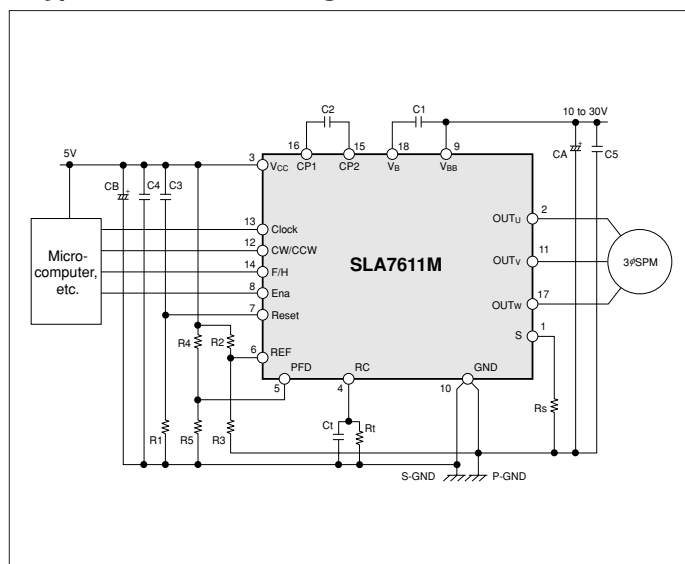 C2
C1
10 to 30V
16
15
18
9
CA
C5
5V
3
VCC
CP1
CP2
VB
VBB
CB
C4
C3
2
OUTU
13
Clock
12
CW/CCW
11
OUTV
3φSPM
Micro-
computer,
etc.
14
F/H
SLA7611M
8
Ena
17
OUTW
7
Reset
1
S
R4
R2
6
REF
PFD
RC
GND
5
4
10
Rs
R1
R5
R3
Ct
Rt
S-GND
P-GND